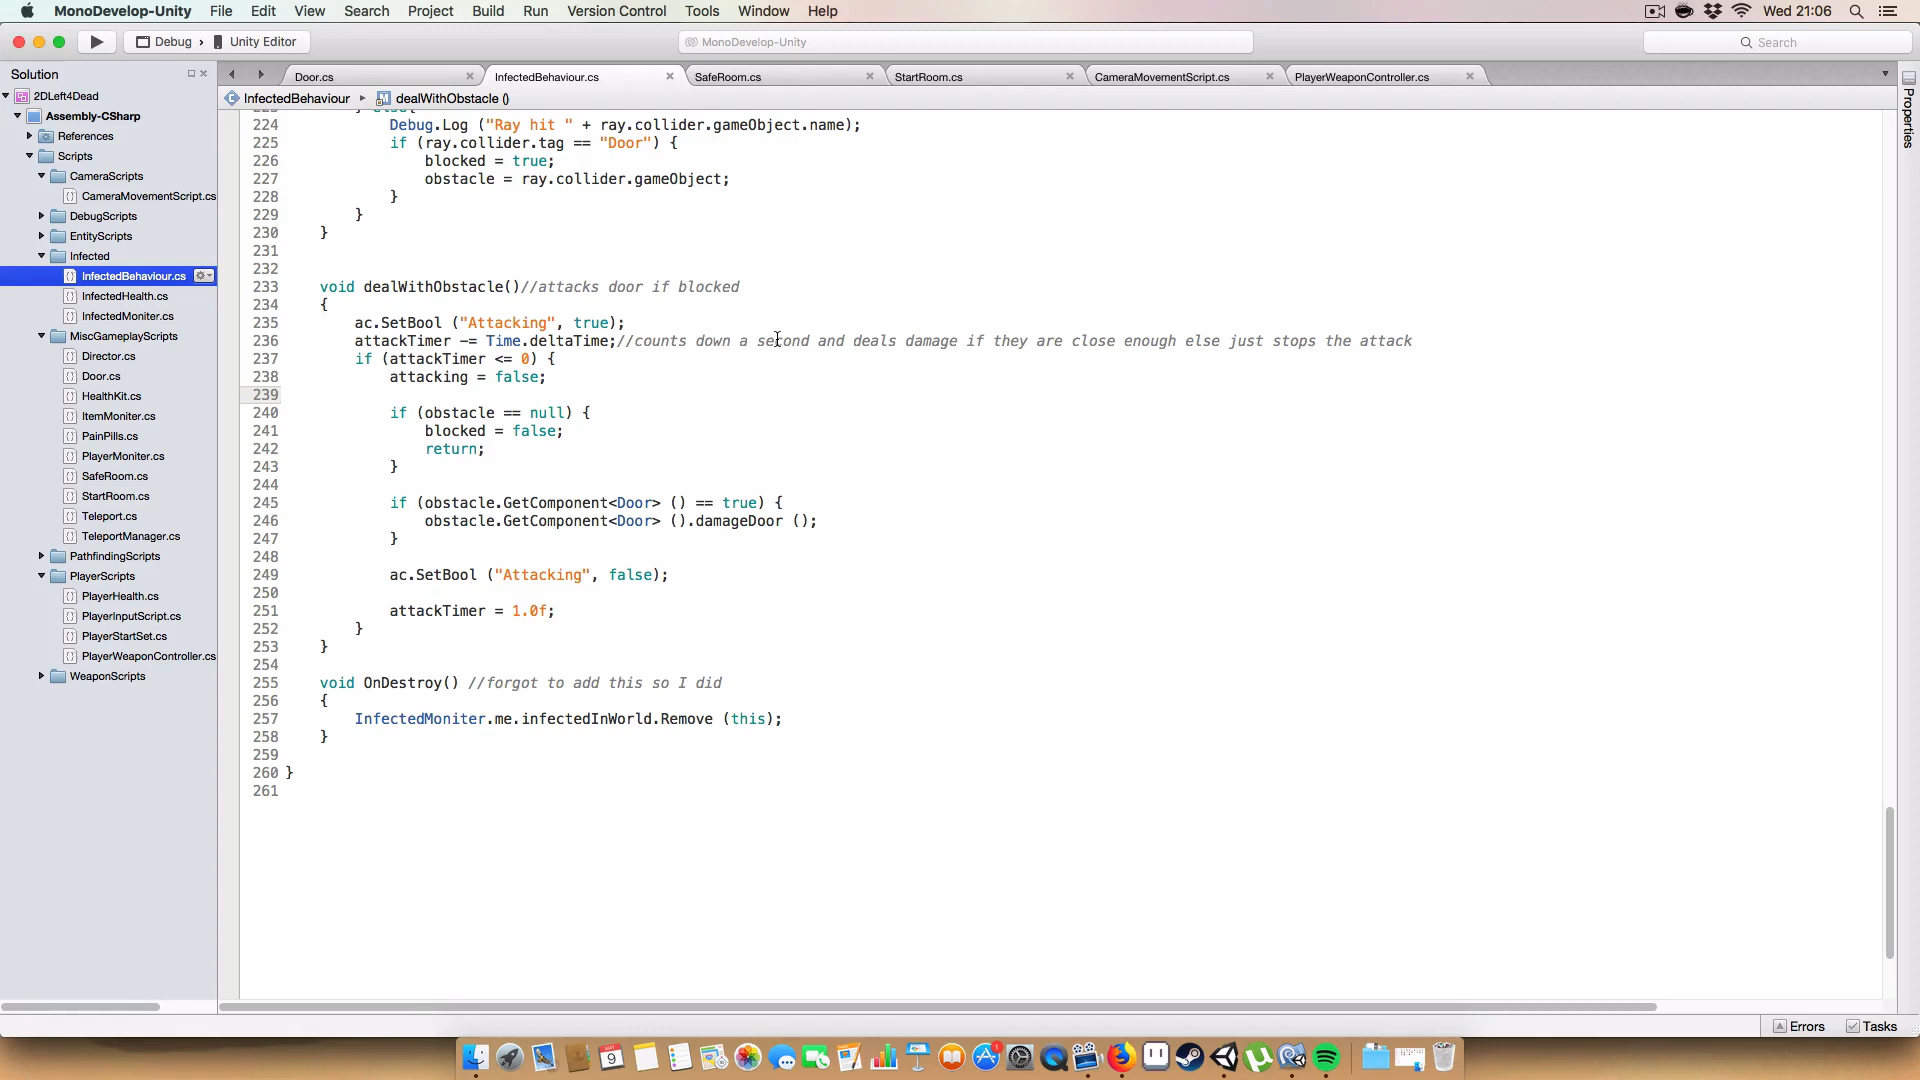 MonoDevelop-Unity File Edit View Search Project Build Run Version Control Tools Window Help
Wed 21:06
Debug › Unity Editor
MonoDevelop-Unity
Search
Solution
2DLeft4Dead
Assembly-CSharp
References
Scripts
CameraScripts
CameraMovementScript.cs
DebugScripts
EntityScripts
Infected
InfectedBehaviour.cs
InfectedHealth.cs
InfectedMoniter.cs
MiscGameplayScripts
Director.cs
Door.cs
HealthKit.cs
ItemMoniter.cs
PainPills.cs
PlayerMoniter.cs
SafeRoom.cs
StartRoom.cs
Teleport.cs
TeleportManager.cs
PathfindingScripts
PlayerScripts
PlayerHealth.cs
PlayerInputScript.cs
PlayerStartSet.cs
PlayerWeaponController.cs
WeaponScripts
Door.cs InfectedBehaviour.cs SafeRoom.cs StartRoom.cs CameraMovementScript.cs PlayerWeaponController.cs
InfectedBehaviour dealWithObstacle ()
223 } else{
224 Debug.Log ("Ray hit " + ray.collider.gameObject.name);
225 if (ray.collider.tag == "Door") {
226 blocked = true;
227 obstacle = ray.collider.gameObject;
228 }
229 }
230 }
231
232
233 void dealWithObstacle()//attacks door if blocked
234 {
235 ac.SetBool ("Attacking", true);
236 attackTimer -= Time.deltaTime;//counts down a second and deals damage if they are close enough else just stops the attack
237 if (attackTimer <= 0) {
238 attacking = false;
239
240 if (obstacle == null) {
241 blocked = false;
242 return;
243 }
244
245 if (obstacle.GetComponent<Door> () == true) {
246 obstacle.GetComponent<Door> ().damageDoor ();
247 }
248
249 ac.SetBool ("Attacking", false);
250
251 attackTimer = 1.0f;
252 }
253 }
254
255 void OnDestroy() //forgot to add this so I did
256 {
257 InfectedMoniter.me.infectedInWorld.Remove (this);
258 }
259
260 }
261
Properties
Errors Tasks
9